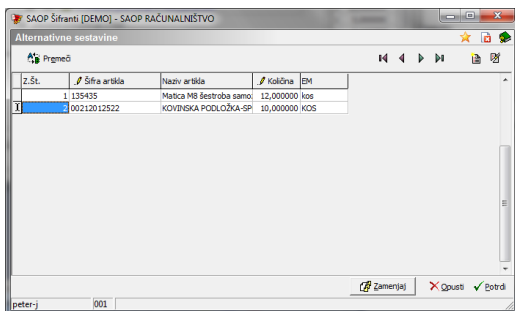 SAOP Šifranti [DEMO] - SAOP RAČUNALNIŠTVO
Alternativne sestavine
Premeči
Z.Št. Šifra artikla Naziv artikla Količina EM
1 135435 Matica M8 šestroba samo: 12,000000 kos
2 00212012522 KOVINSKA PODLOŽKA-SP 10,000000 KOS
Zamenjaj Opusti Potrdi
peter-j 001